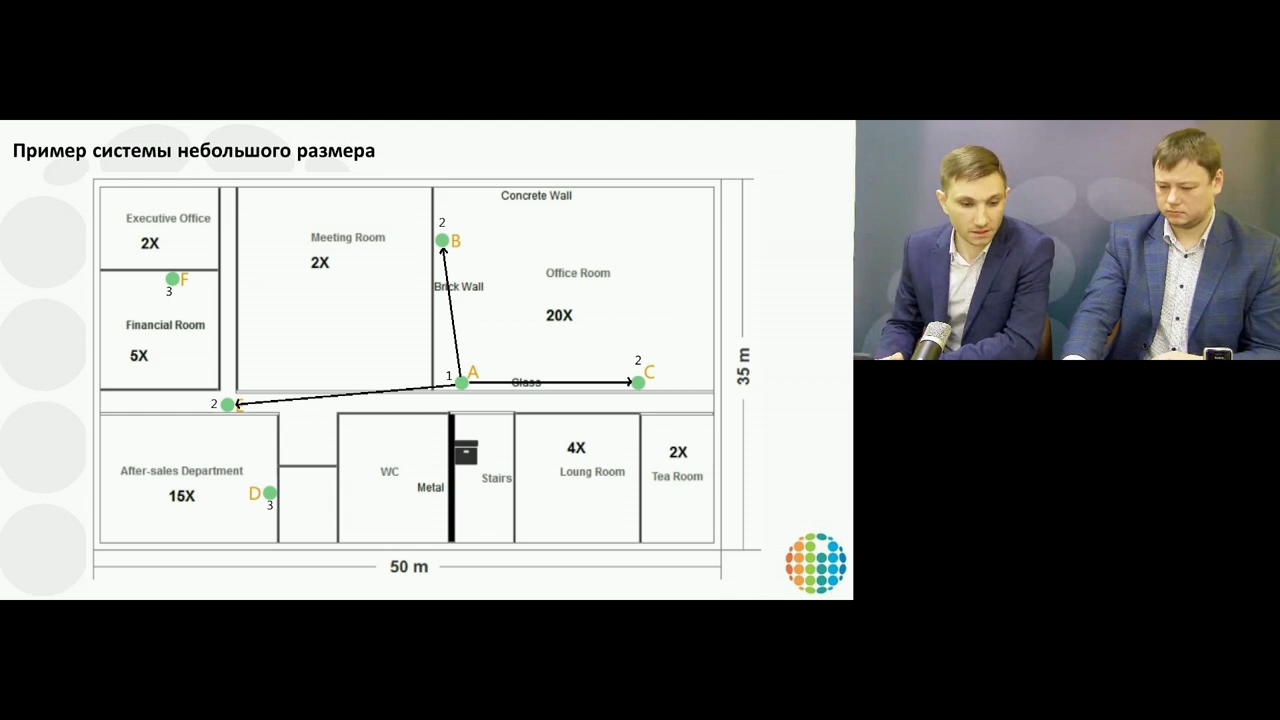 Пример системы небольшого размера
Concrete Wall
Executive Office
2X
F
3
Financial Room
5X
Meeting Room
2X
2
B
Brick Wall
Office Room
20X
1
A
Glass
2
C
35 m
2
E
After-sales Department
15X
D
3
WC
Metal
Stairs
4X
Loung Room
2X
Tea Room
50 m